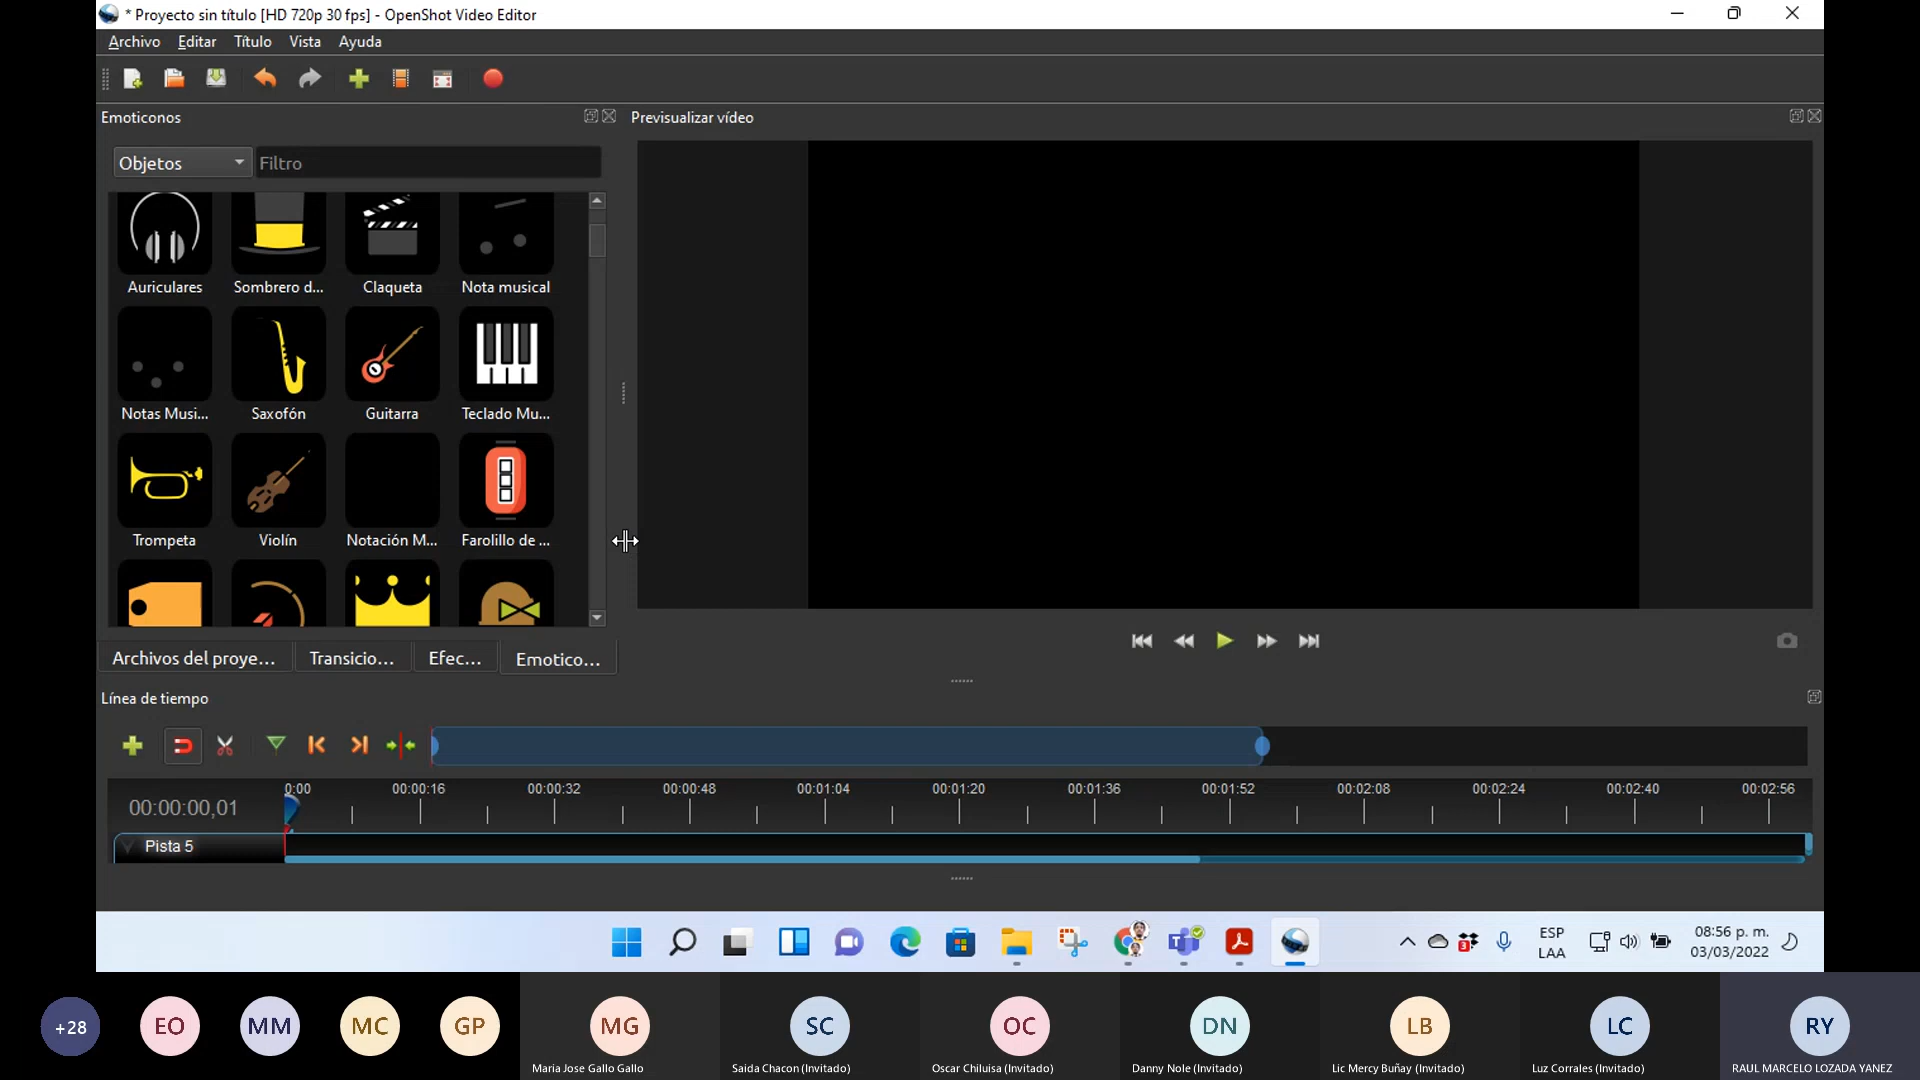 * Proyecto sin título [HD 720p 30 fps] - OpenShot Video Editor
Archivo Editar Título Vista Ayuda
Emoticonos
Previsualizar vídeo
Objetos
Filtro
Auriculares
Sombrero d...
Claqueta
Nota musical
Notas Musi...
Saxofón
Guitarra
Teclado Mu...
Trompeta
Violín
Notación M...
Farolillo de ...
Archivos del proye...
Transicio...
Efec...
Emotico...
Línea de tiempo
0:00 00:00:16 00:00:32 00:00:48 00:01:04 00:01:20 00:01:36 00:01:52 00:02:08 00:02:24 00:02:40 00:02:56
00:00:00,01
Pista 5
3
ESP
LAA
08:56 p. m.
03/03/2022
+28
EO
MM
MC
GP
MG
Maria Jose Gallo Gallo
SC
Saida Chacon (Invitado)
OC
Oscar Chiluisa (Invitado)
DN
Danny Nole (Invitado)
LB
Lic Mercy Buñay (Invitado)
LC
Luz Corrales (Invitado)
RY
RAUL MARCELO LOZADA YANEZ